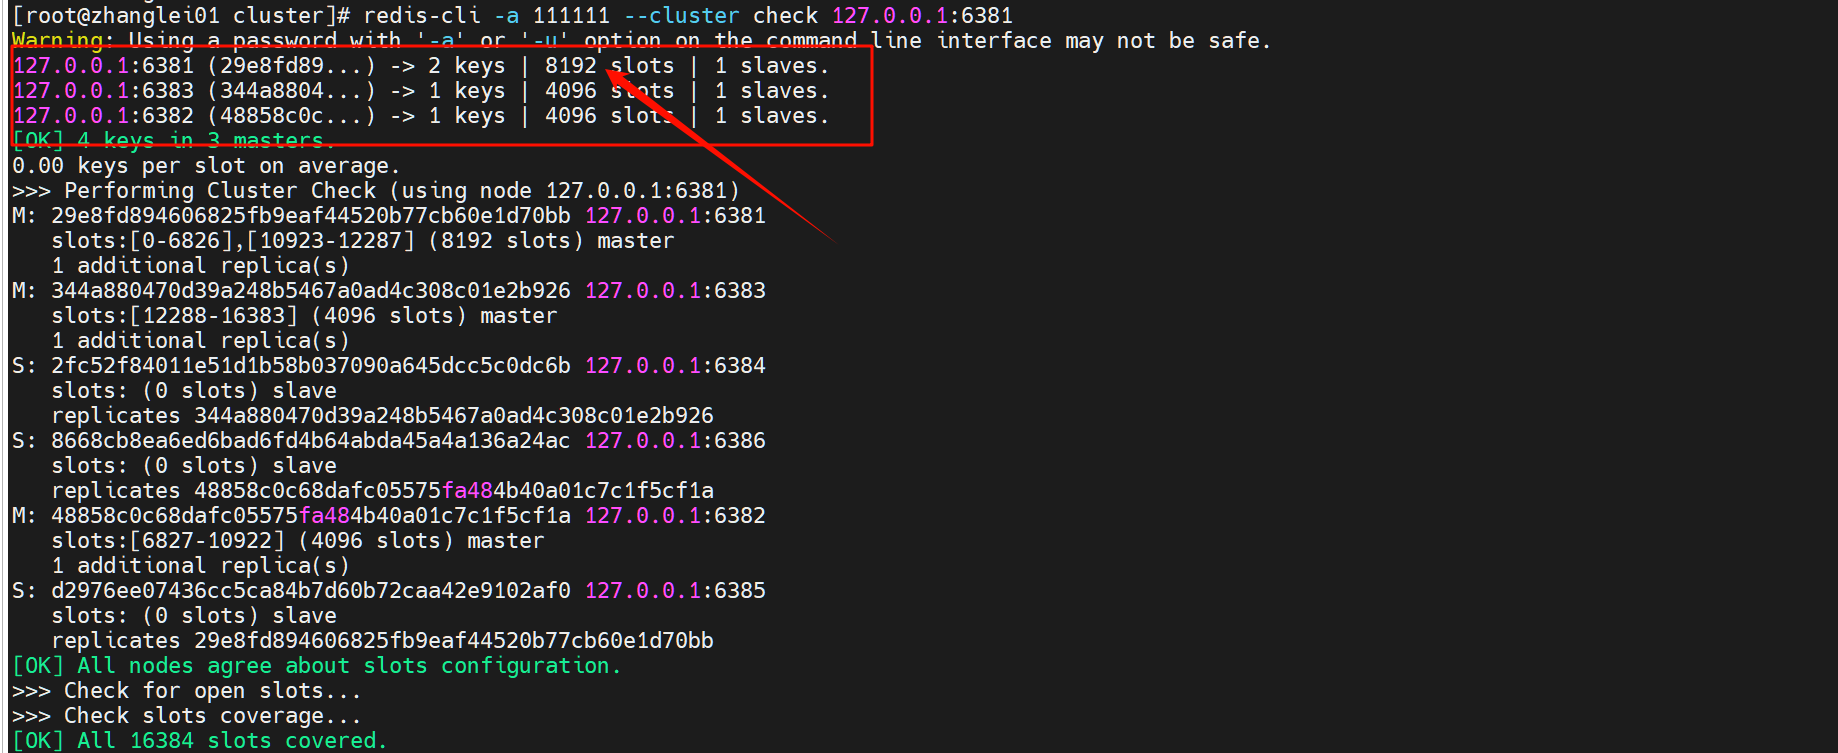 [root@zhanglei01 cluster]# redis-cli -a 111111 --cluster check 127.0.0.1:6381
Warning: Using a password with '-a' or '-u' option on the command line interface may not be safe.
127.0.0.1:6381 (29e8fd89...) -> 2 keys | 8192 slots | 1 slaves.
127.0.0.1:6383 (344a8804...) -> 1 keys | 4096 slots | 1 slaves.
127.0.0.1:6382 (48858c0c...) -> 1 keys | 4096 slots | 1 slaves.
[OK] 4 keys in 3 masters.
0.00 keys per slot on average.
>>> Performing Cluster Check (using node 127.0.0.1:6381)
M: 29e8fd894606825fb9eaf44520b77cb60e1d70bb 127.0.0.1:6381
   slots:[0-6826],[10923-12287] (8192 slots) master
   1 additional replica(s)
M: 344a880470d39a248b5467a0ad4c308c01e2b926 127.0.0.1:6383
   slots:[12288-16383] (4096 slots) master
   1 additional replica(s)
S: 2fc52f84011e51d1b58b037090a645dcc5c0dc6b 127.0.0.1:6384
   slots: (0 slots) slave
   replicates 344a880470d39a248b5467a0ad4c308c01e2b926
S: 8668cb8ea6ed6bad6fd4b64abda45a4a136a24ac 127.0.0.1:6386
   slots: (0 slots) slave
   replicates 48858c0c68dafc05575fa484b40a01c7c1f5cf1a
M: 48858c0c68dafc05575fa484b40a01c7c1f5cf1a 127.0.0.1:6382
   slots:[6827-10922] (4096 slots) master
   1 additional replica(s)
S: d2976ee07436cc5ca84b7d60b72caa42e9102af0 127.0.0.1:6385
   slots: (0 slots) slave
   replicates 29e8fd894606825fb9eaf44520b77cb60e1d70bb
[OK] All nodes agree about slots configuration.
>>> Check for open slots...
>>> Check slots coverage...
[OK] All 16384 slots covered.